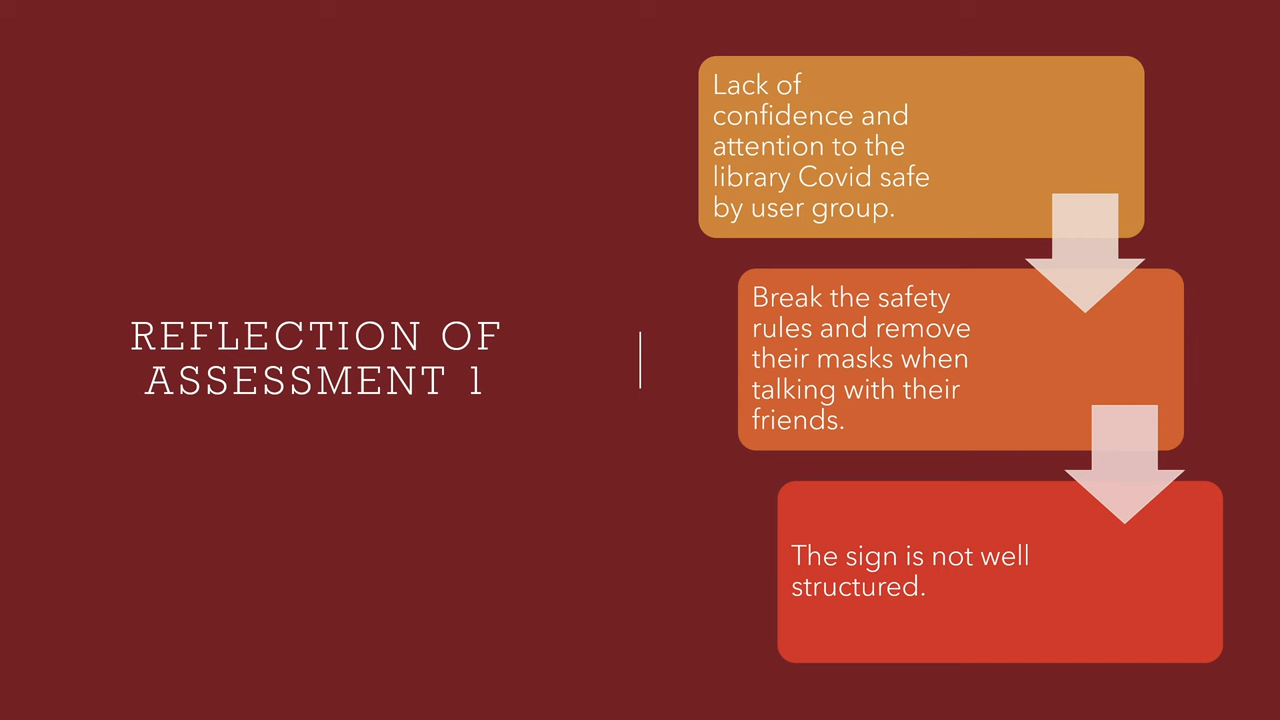 REFLECTION OF
ASSESSMENT 1
Lack of
confidence and
attention to the
library Covid safe
by user group.
Break the safety
rules and remove
their masks when
talking with their
friends.
The sign is not well
structured.